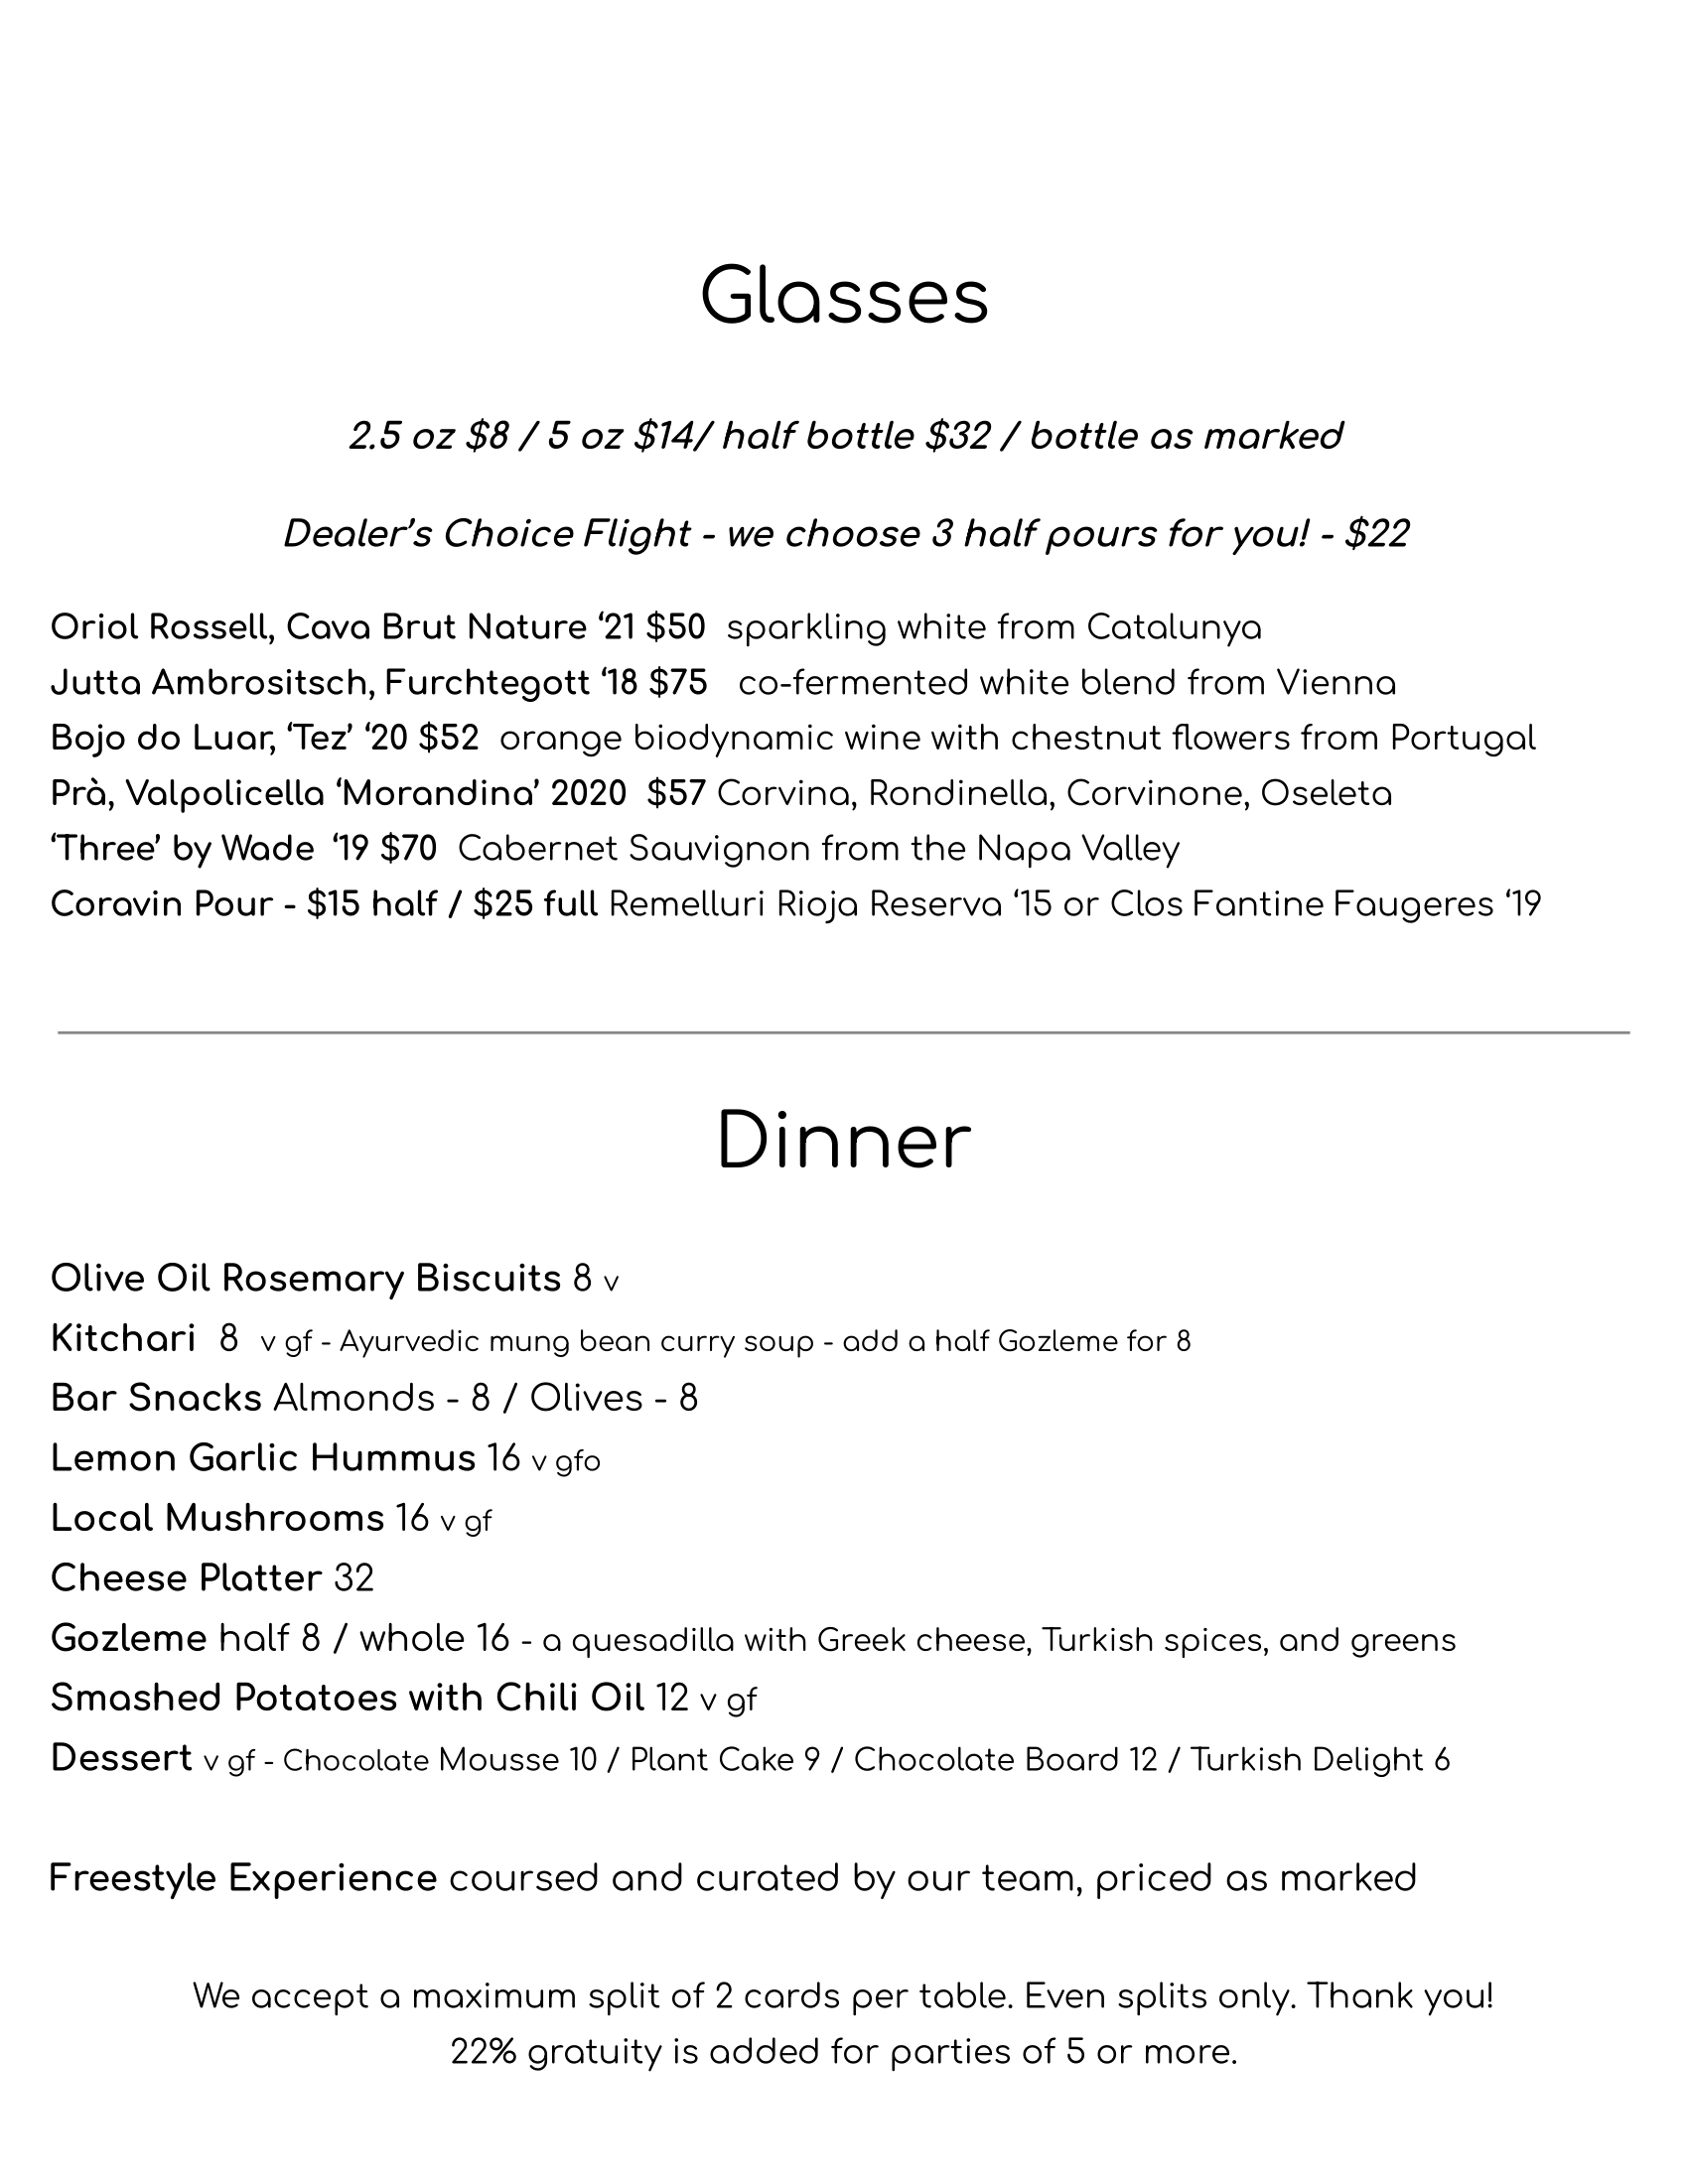 Glasses
2.5 oz $8 / 5 oz $14/ half bottle $32 / bottle as marked
Dealer’s Choice Flight - we choose 3 half pours for you! - $22
Oriol Rossell, Cava Brut Nature ‘21 $50 sparkling white from Catalunya
Jutta Ambrositsch, Furchtegott ‘18 $75 co-fermented white blend from Vienna
Bojo do Luar, ‘Tez’ ‘20 $52 orange biodynamic wine with chestnut flowers from Portugal
Prà, Valpolicella ‘Morandina’ 2020 $57 Corvina, Rondinella, Corvinone, Oseleta
‘Three’ by Wade ‘19 $70 Cabernet Sauvignon from the Napa Valley
Coravin Pour - $15 half / $25 full Remelluri Rioja Reserva ‘15 or Clos Fantine Faugeres ‘19
Dinner
Olive Oil Rosemary Biscuits 8 v
Kitchari 8 v gf - Ayurvedic mung bean curry soup - add a half Gozleme for 8
Bar Snacks Almonds - 8 / Olives - 8
Lemon Garlic Hummus 16 v gfo
Local Mushrooms 16 v gf
Cheese Platter 32
Gozleme half 8 / whole 16 - a quesadilla with Greek cheese, Turkish spices, and greens
Smashed Potatoes with Chili Oil 12 v gf
Dessert v gf - Chocolate Mousse 10 / Plant Cake 9 / Chocolate Board 12 / Turkish Delight 6
Freestyle Experience coursed and curated by our team, priced as marked
We accept a maximum split of 2 cards per table. Even splits only. Thank you!
22% gratuity is added for parties of 5 or more.